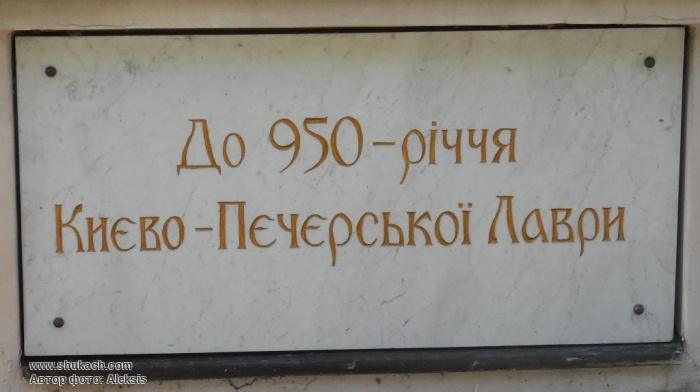 До 950-річчя
Києво-Печерської Лаври
www.shukach.com
Автор фото: Aleksis